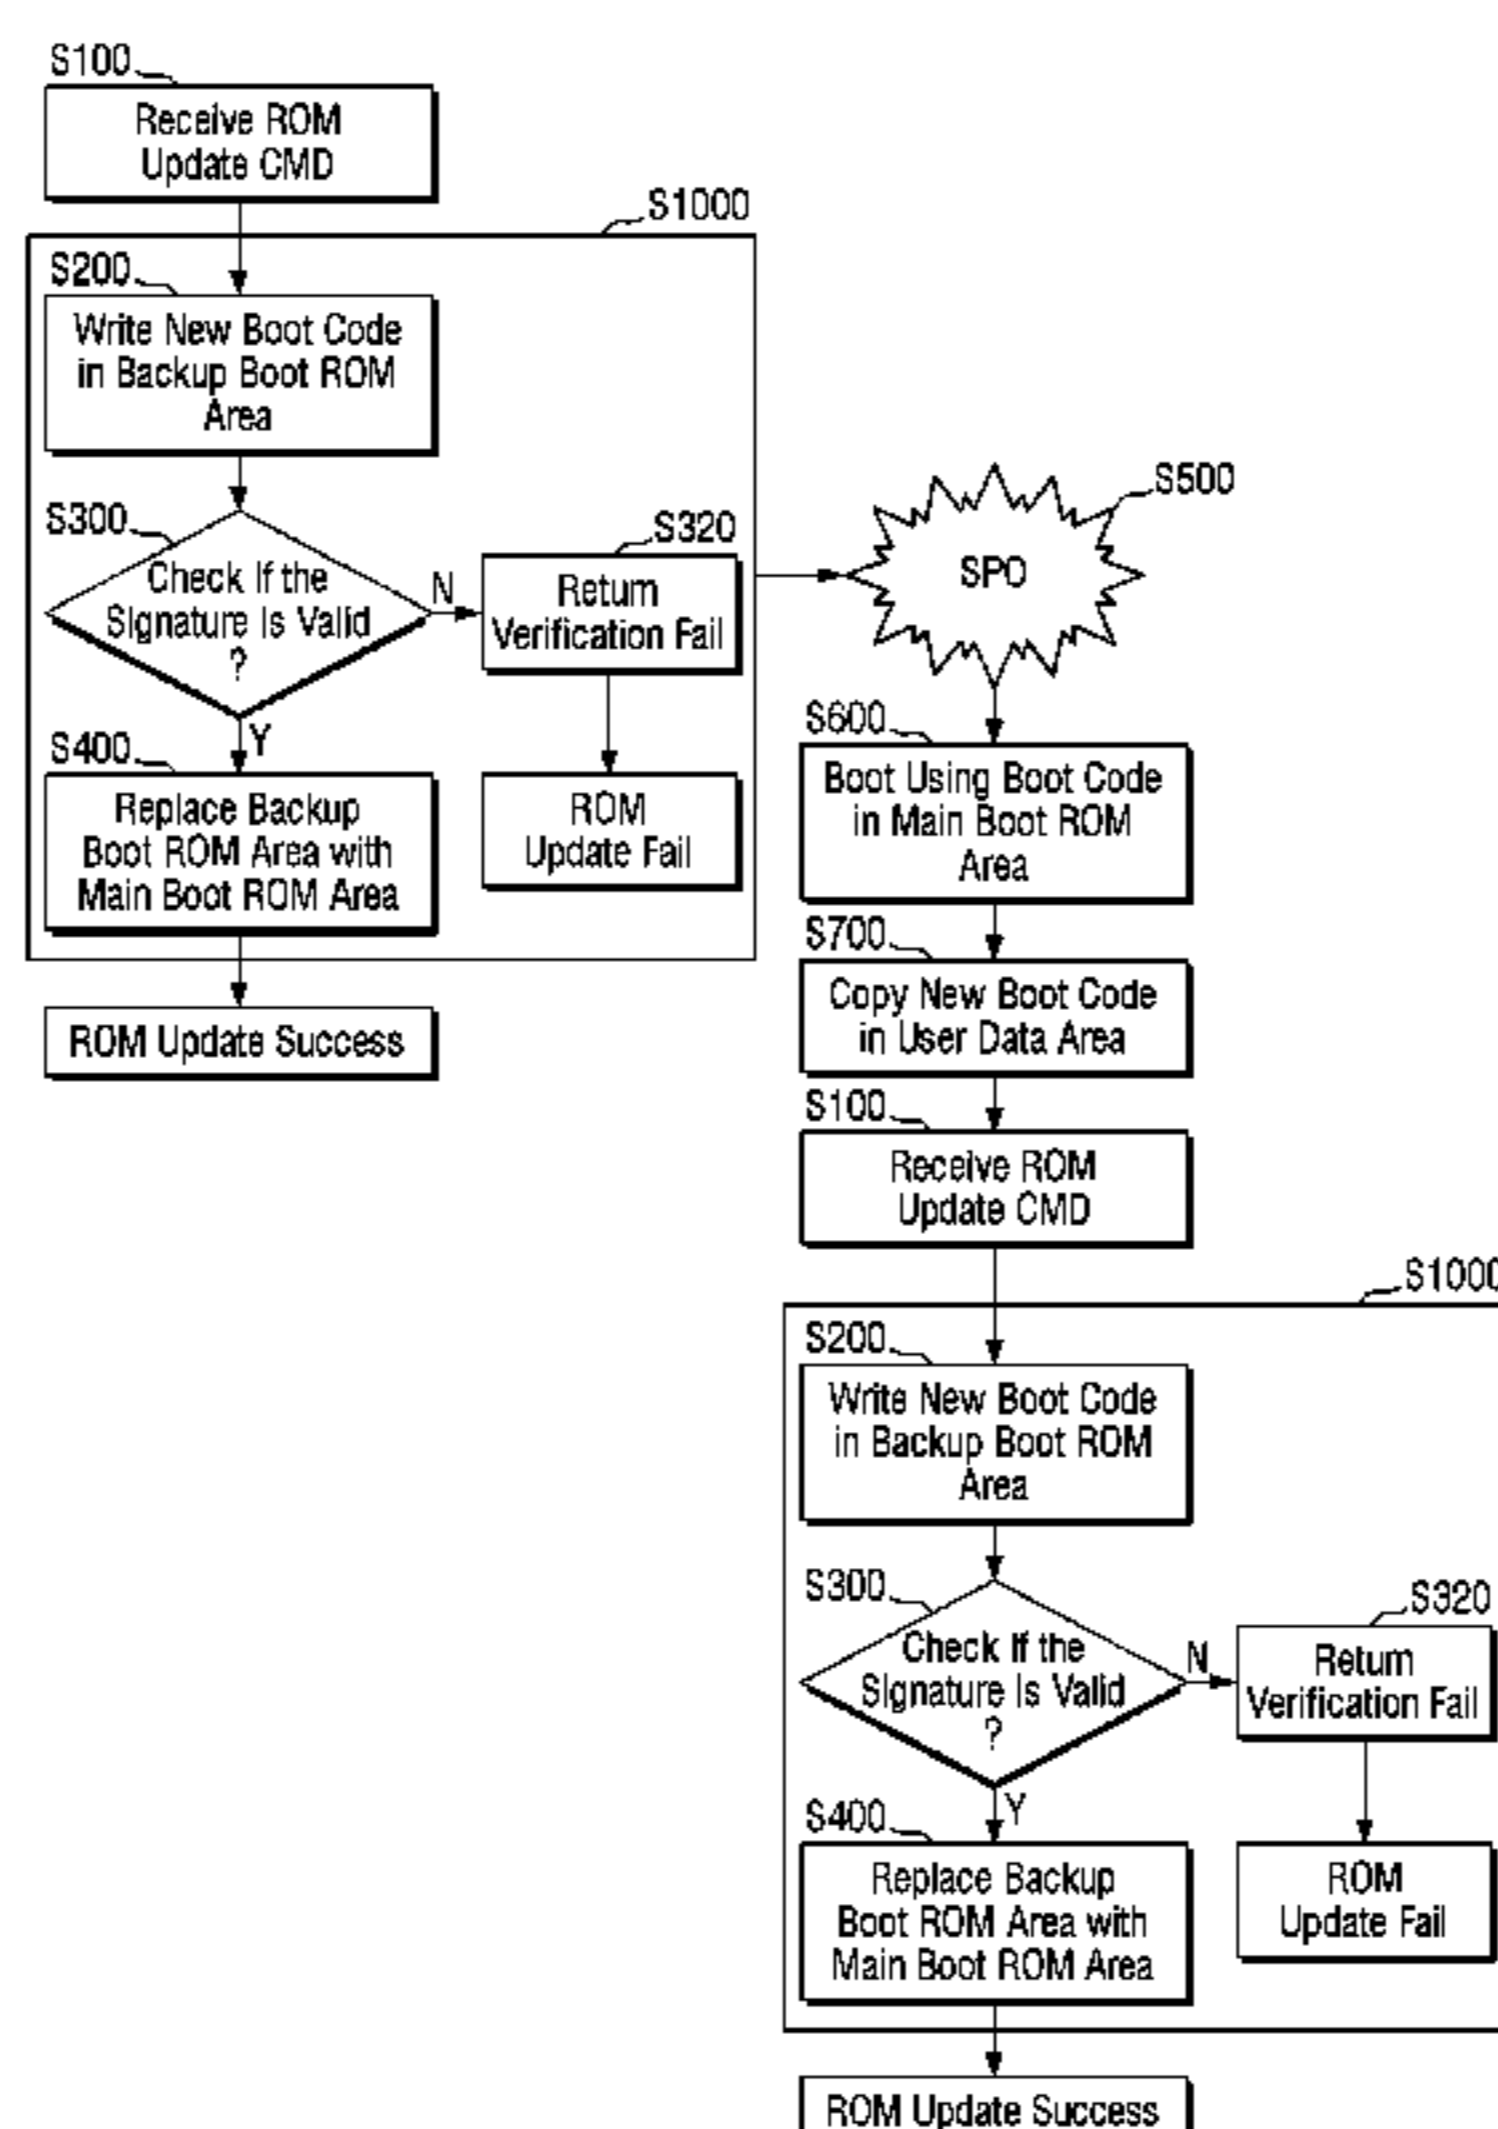 S100
Receive ROM
Update CMD
S1000
S200
Write New Boot Code
in Backup Boot ROM
Area
S300
Check If the
Signature Is Valid
?
N
S320
Return
Verification Fail
Y
S400
Replace Backup
Boot ROM Area with
Main Boot ROM Area
ROM
Update Fail
ROM Update Success
S500
SPO
S600
Boot Using Boot Code
in Main Boot ROM
Area
S700
Copy New Boot Code
in User Data Area
S100
Receive ROM
Update CMD
S1000
S200
Write New Boot Code
in Backup Boot ROM
Area
S300
Check If the
Signature Is Valid
?
N
S320
Return
Verification Fail
Y
S400
Replace Backup
Boot ROM Area with
Main Boot ROM Area
ROM
Update Fail
ROM Update Success